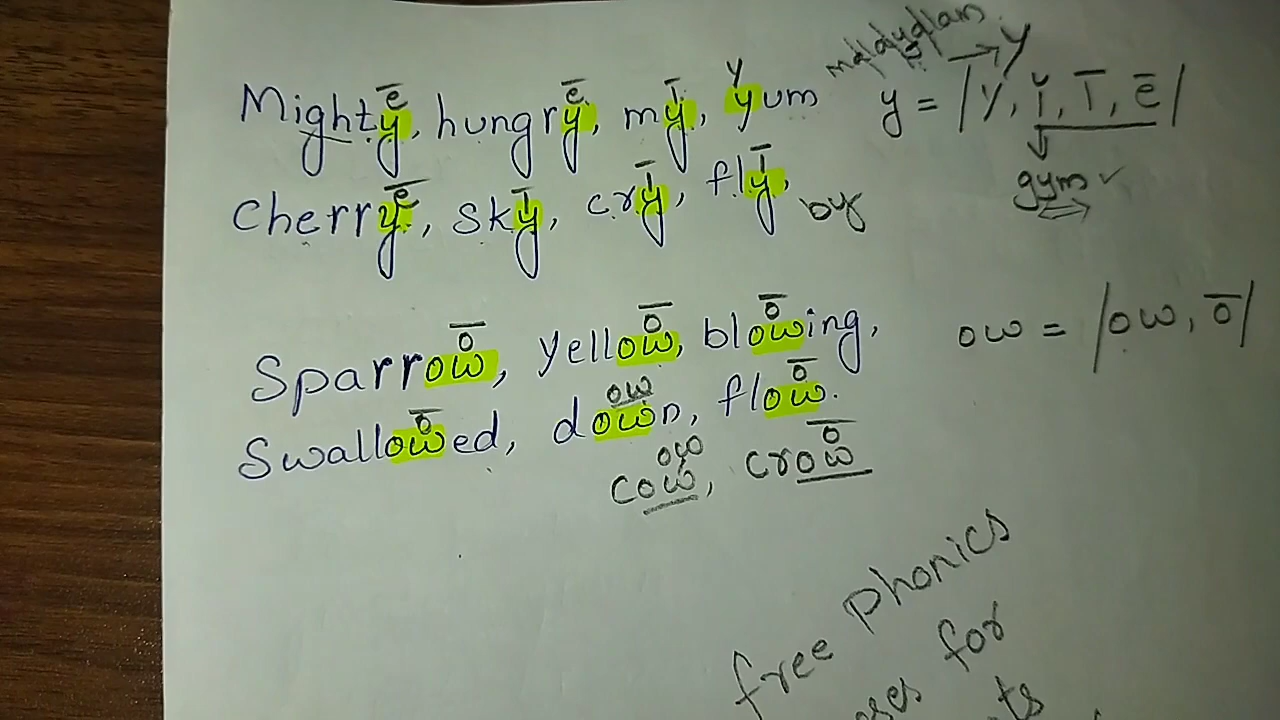 malayalam
Mighty, hungry, my, yum
y = /y, ĭ, ī, ē/
Cherry, sky, cry, fly, by
gym ✓
Sparrow, Yellow, blowing,
ow = /ow, ō/
Swallowed, down, flow.
Cow, crow
free phonics
for